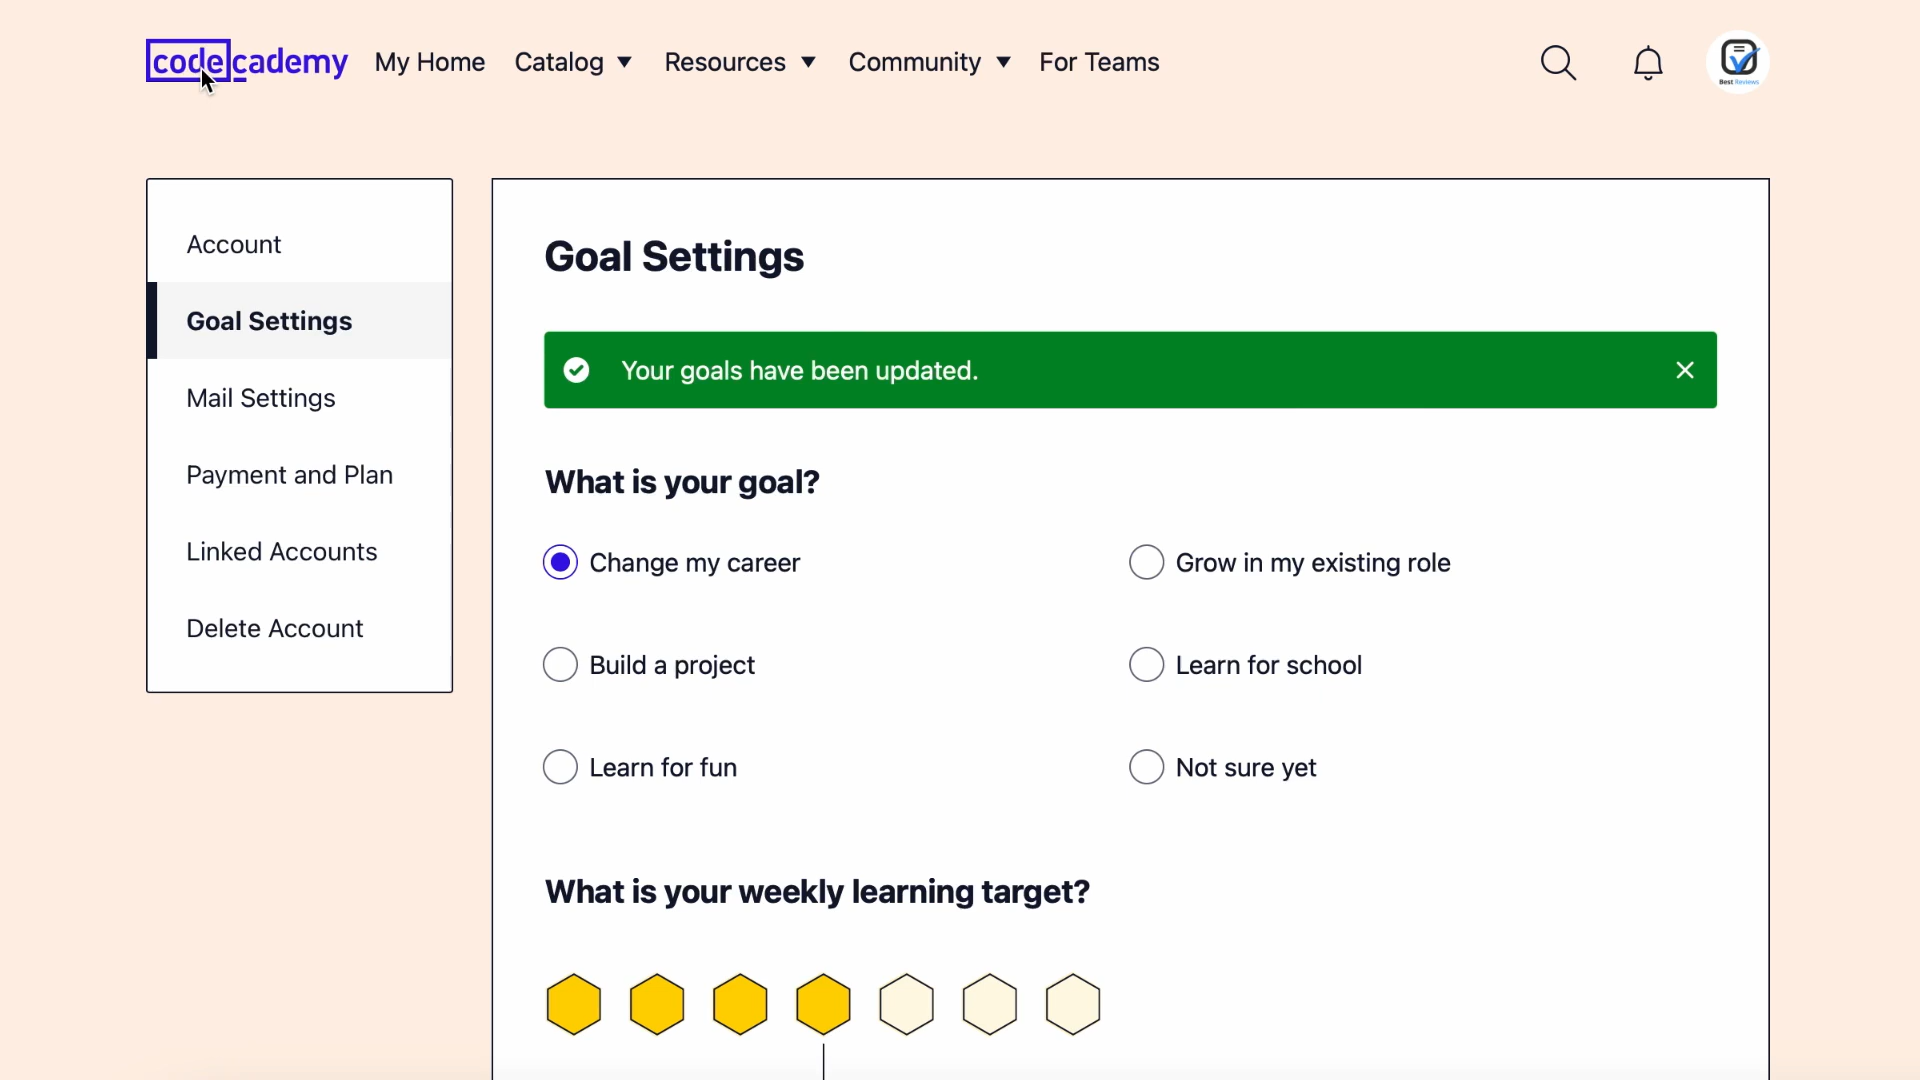 codecademy My Home Catalog Resources Community For Teams
Best Reviews
Account
Goal Settings
Mail Settings
Payment and Plan
Linked Accounts
Delete Account
Goal Settings
Your goals have been updated.
What is your goal?
Change my career
Grow in my existing role
Build a project
Learn for school
Learn for fun
Not sure yet
What is your weekly learning target?